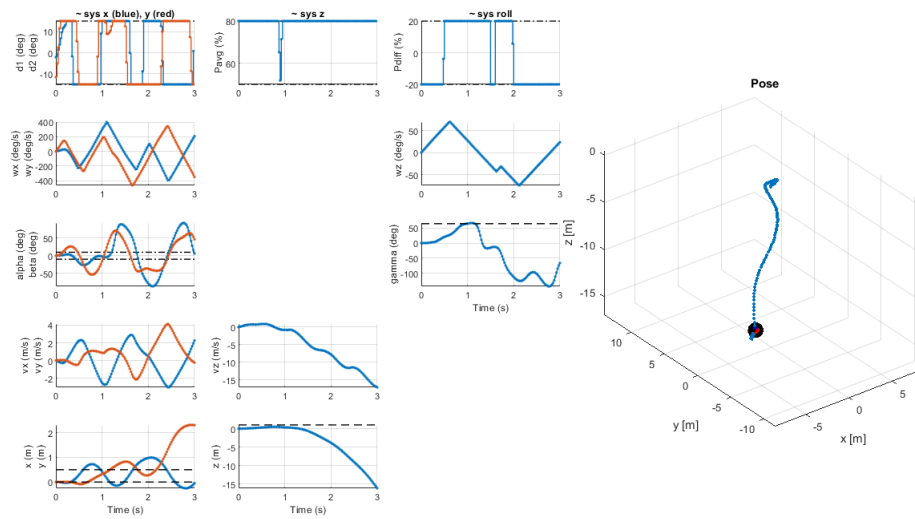 ~ sys x (blue), y (red)
d1 (deg)
d2 (deg)
10
0
-10
0 1 2 3
~ sys z
Pavg (%)
80
60
0 1 2 3
~ sys roll
Pdiff (%)
20
0
-20
0 1 2 3
wx (deg/s)
wy (deg/s)
400
200
0
-200
-400
0 1 2 3
wz (deg/s)
50
0
-50
0 1 2 3
alpha (deg)
beta (deg)
50
0
-50
0 1 2 3
gamma (deg)
50
0
-50
-100
0 1 2 3
Time (s)
vx (m/s)
vy (m/s)
4
2
0
-2
0 1 2 3
vz (m/s)
0
-5
-10
-15
0 1 2 3
x (m)
y (m)
2
1
0
0 1 2 3
Time (s)
z (m)
0
-5
-10
-15
0 1 2 3
Time (s)
Pose
z [m]
0
-5
-10
-15
y [m]
10
5
0
-5
-10
x [m]
-5
0
5